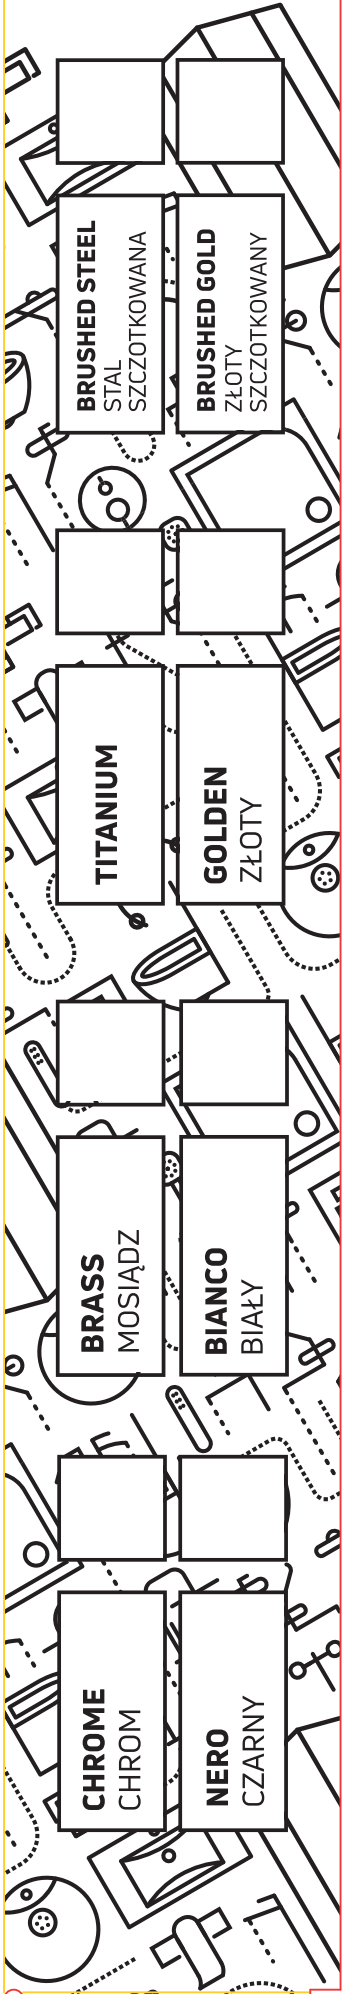 BRUSHED STEEL
STAL
SZCZOTKOWANA
BRUSHED GOLD
ZŁOTY
SZCZOTKOWANY
TITANIUM
GOLDEN
ZŁOTY
BRASS
MOSIĄDZ
BIANCO
BIAŁY
CHROME
CHROM
NERO
CZARNY